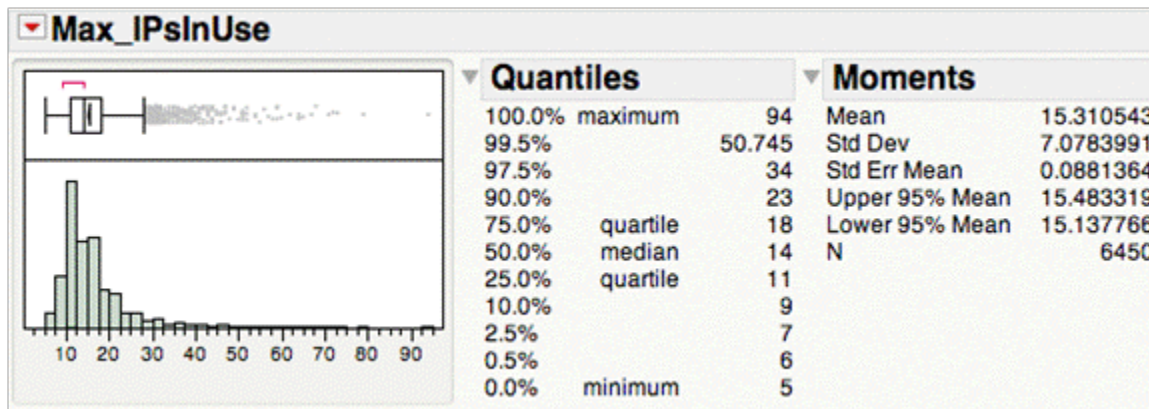 Max_IPsInUse
Quantiles
100.0% maximum 94
99.5% 50.745
97.5% 34
90.0% 23
75.0% quartile 18
50.0% median 14
25.0% quartile 11
10.0% 9
2.5% 7
0.5% 6
0.0% minimum 5
Moments
Mean 15.310543
Std Dev 7.0783991
Std Err Mean 0.0881364
Upper 95% Mean 15.483319
Lower 95% Mean 15.137766
N 6450
10 20 30 40 50 60 70 80 90